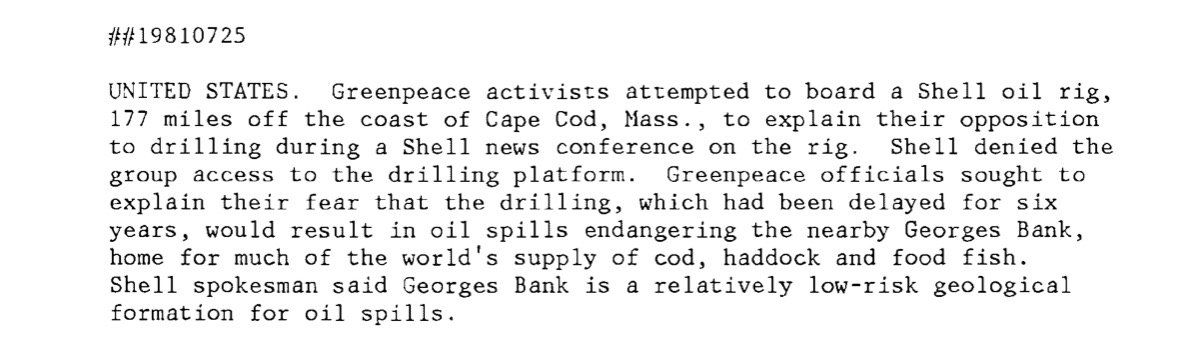 ##19810725
UNITED STATES. Greenpeace activists attempted to board a Shell oil rig,
177 miles off the coast of Cape Cod, Mass., to explain their opposition
to drilling during a Shell news conference on the rig. Shell denied the
group access to the drilling platform. Greenpeace officials sought to
explain their fear that the drilling, which had been delayed for six
years, would result in oil spills endangering the nearby Georges Bank,
home for much of the world's supply of cod, haddock and food fish.
Shell spokesman said Georges Bank is a relatively low-risk geological
formation for oil spills.